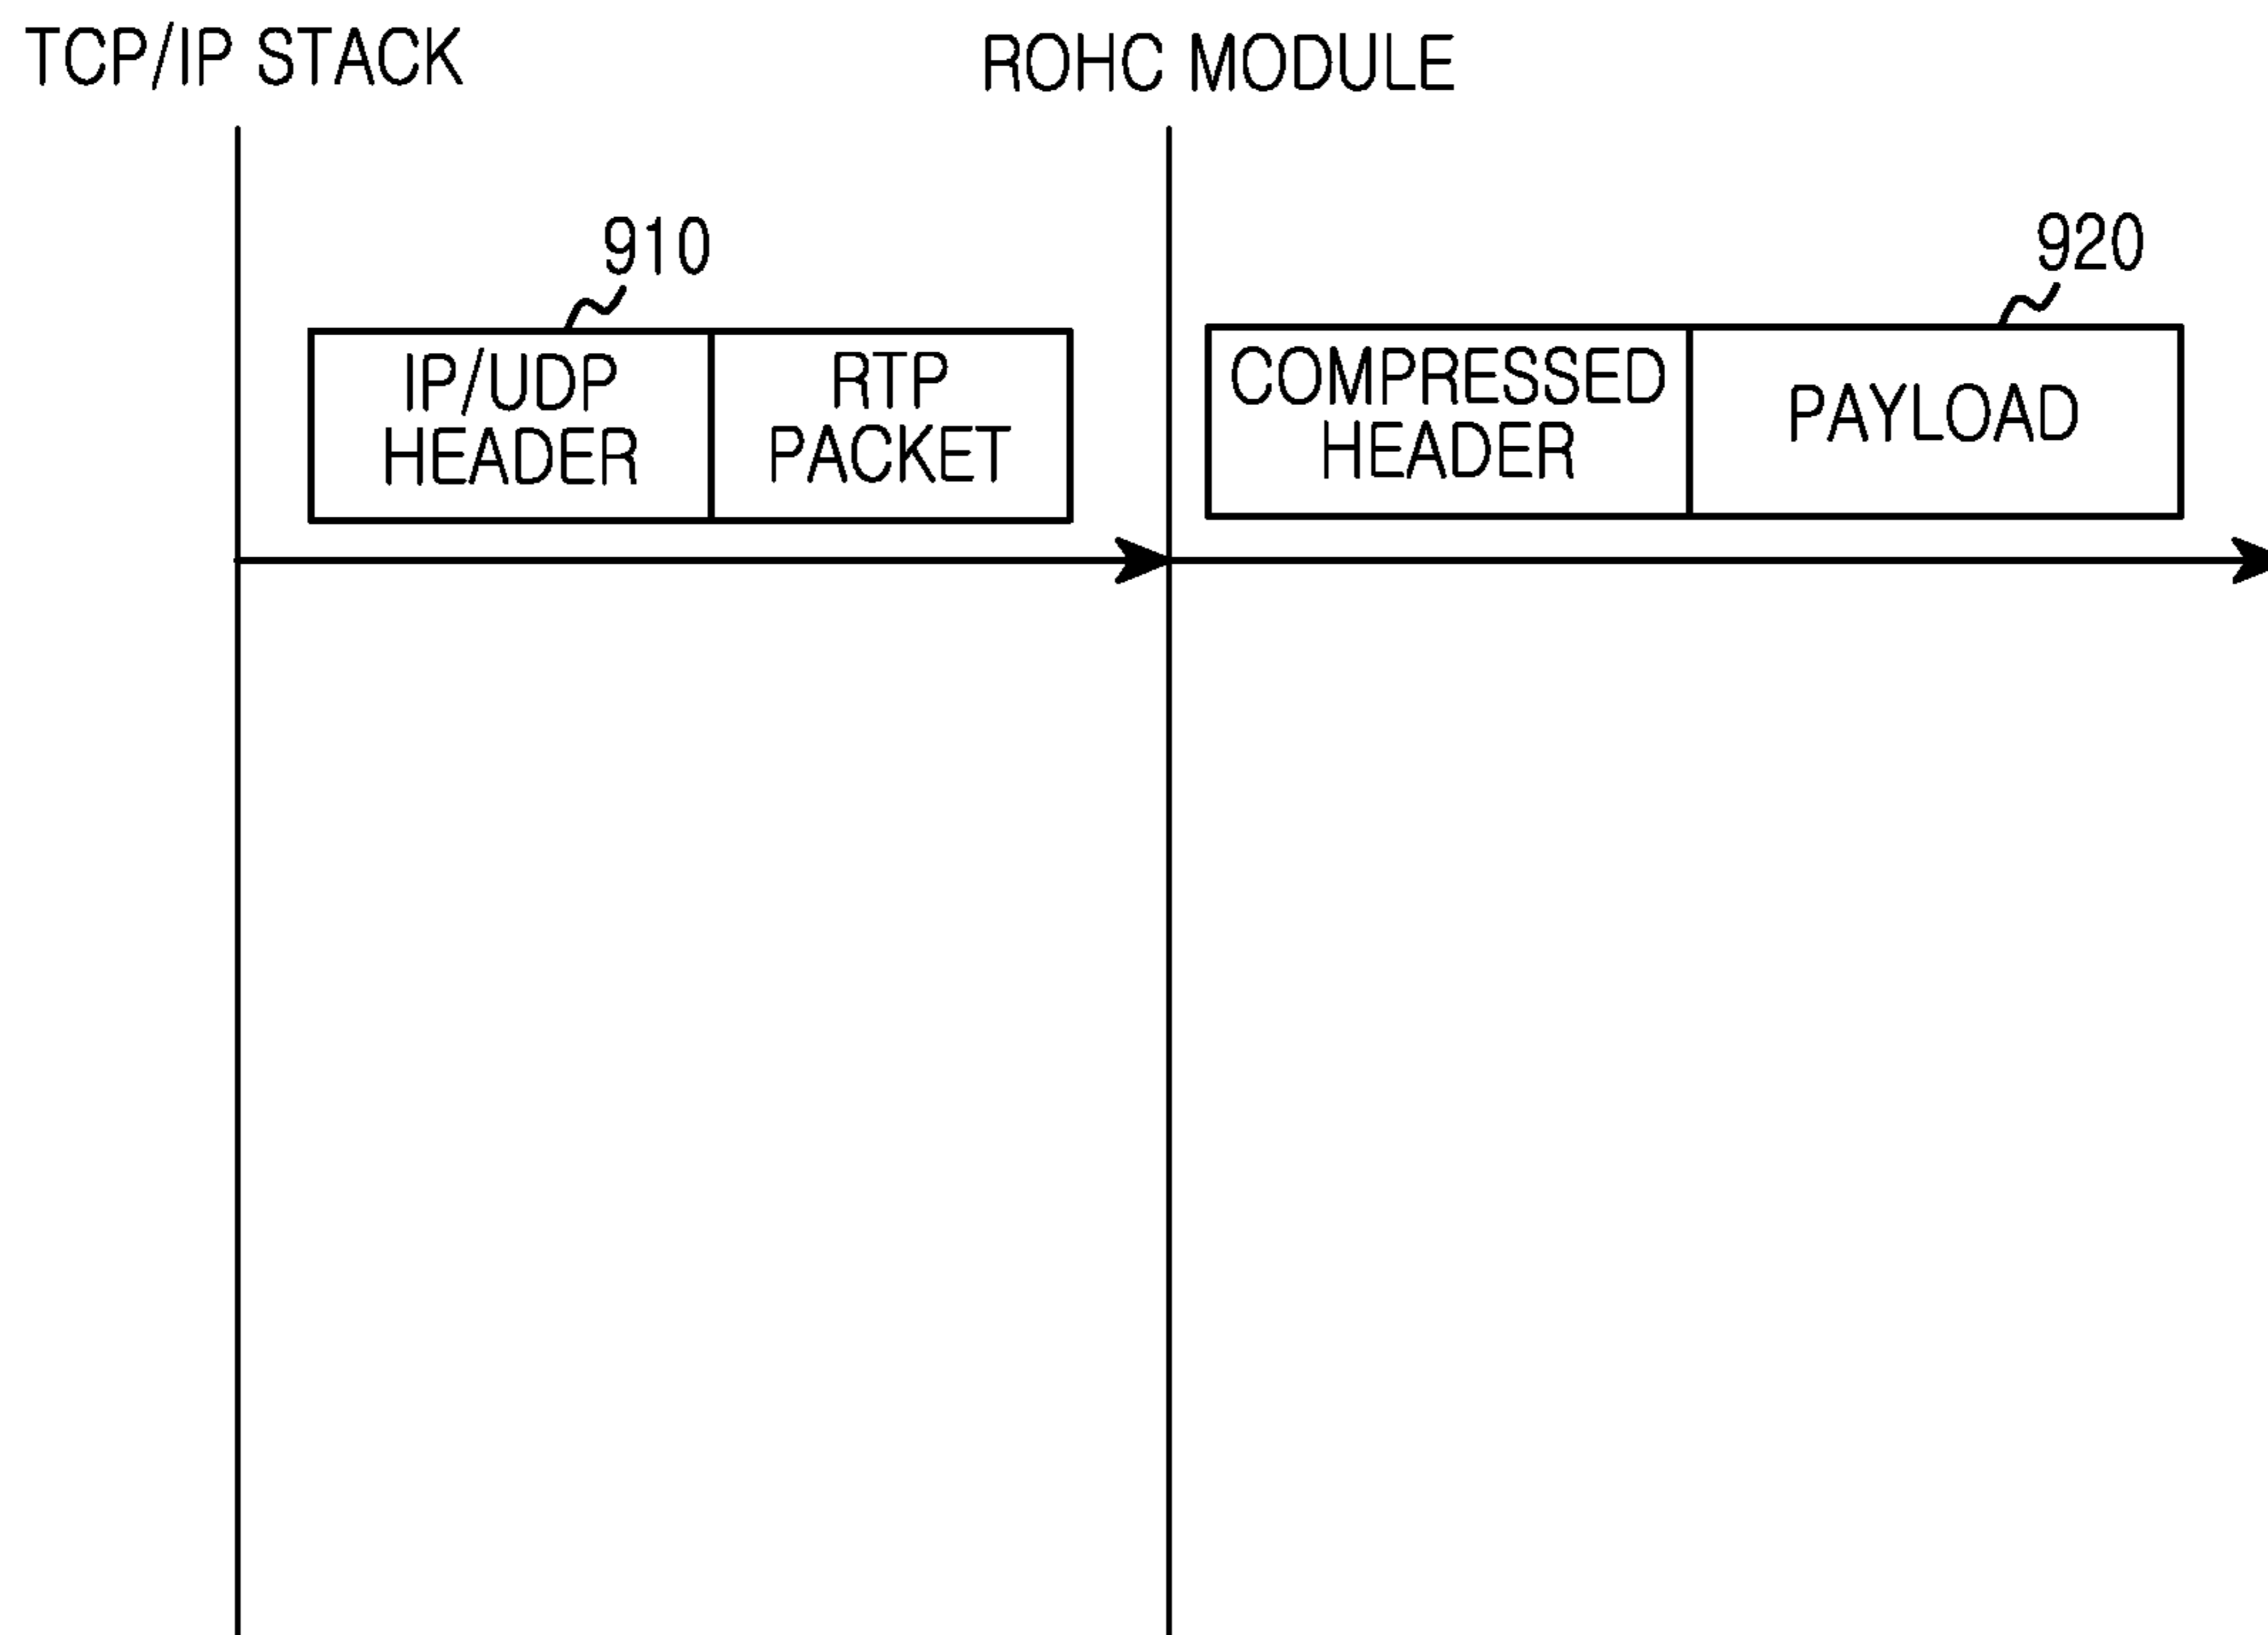 TCP/IP STACK
ROHC MODULE
910
920
IP/UDP
HEADER
RTP
PACKET
COMPRESSED
HEADER
PAYLOAD